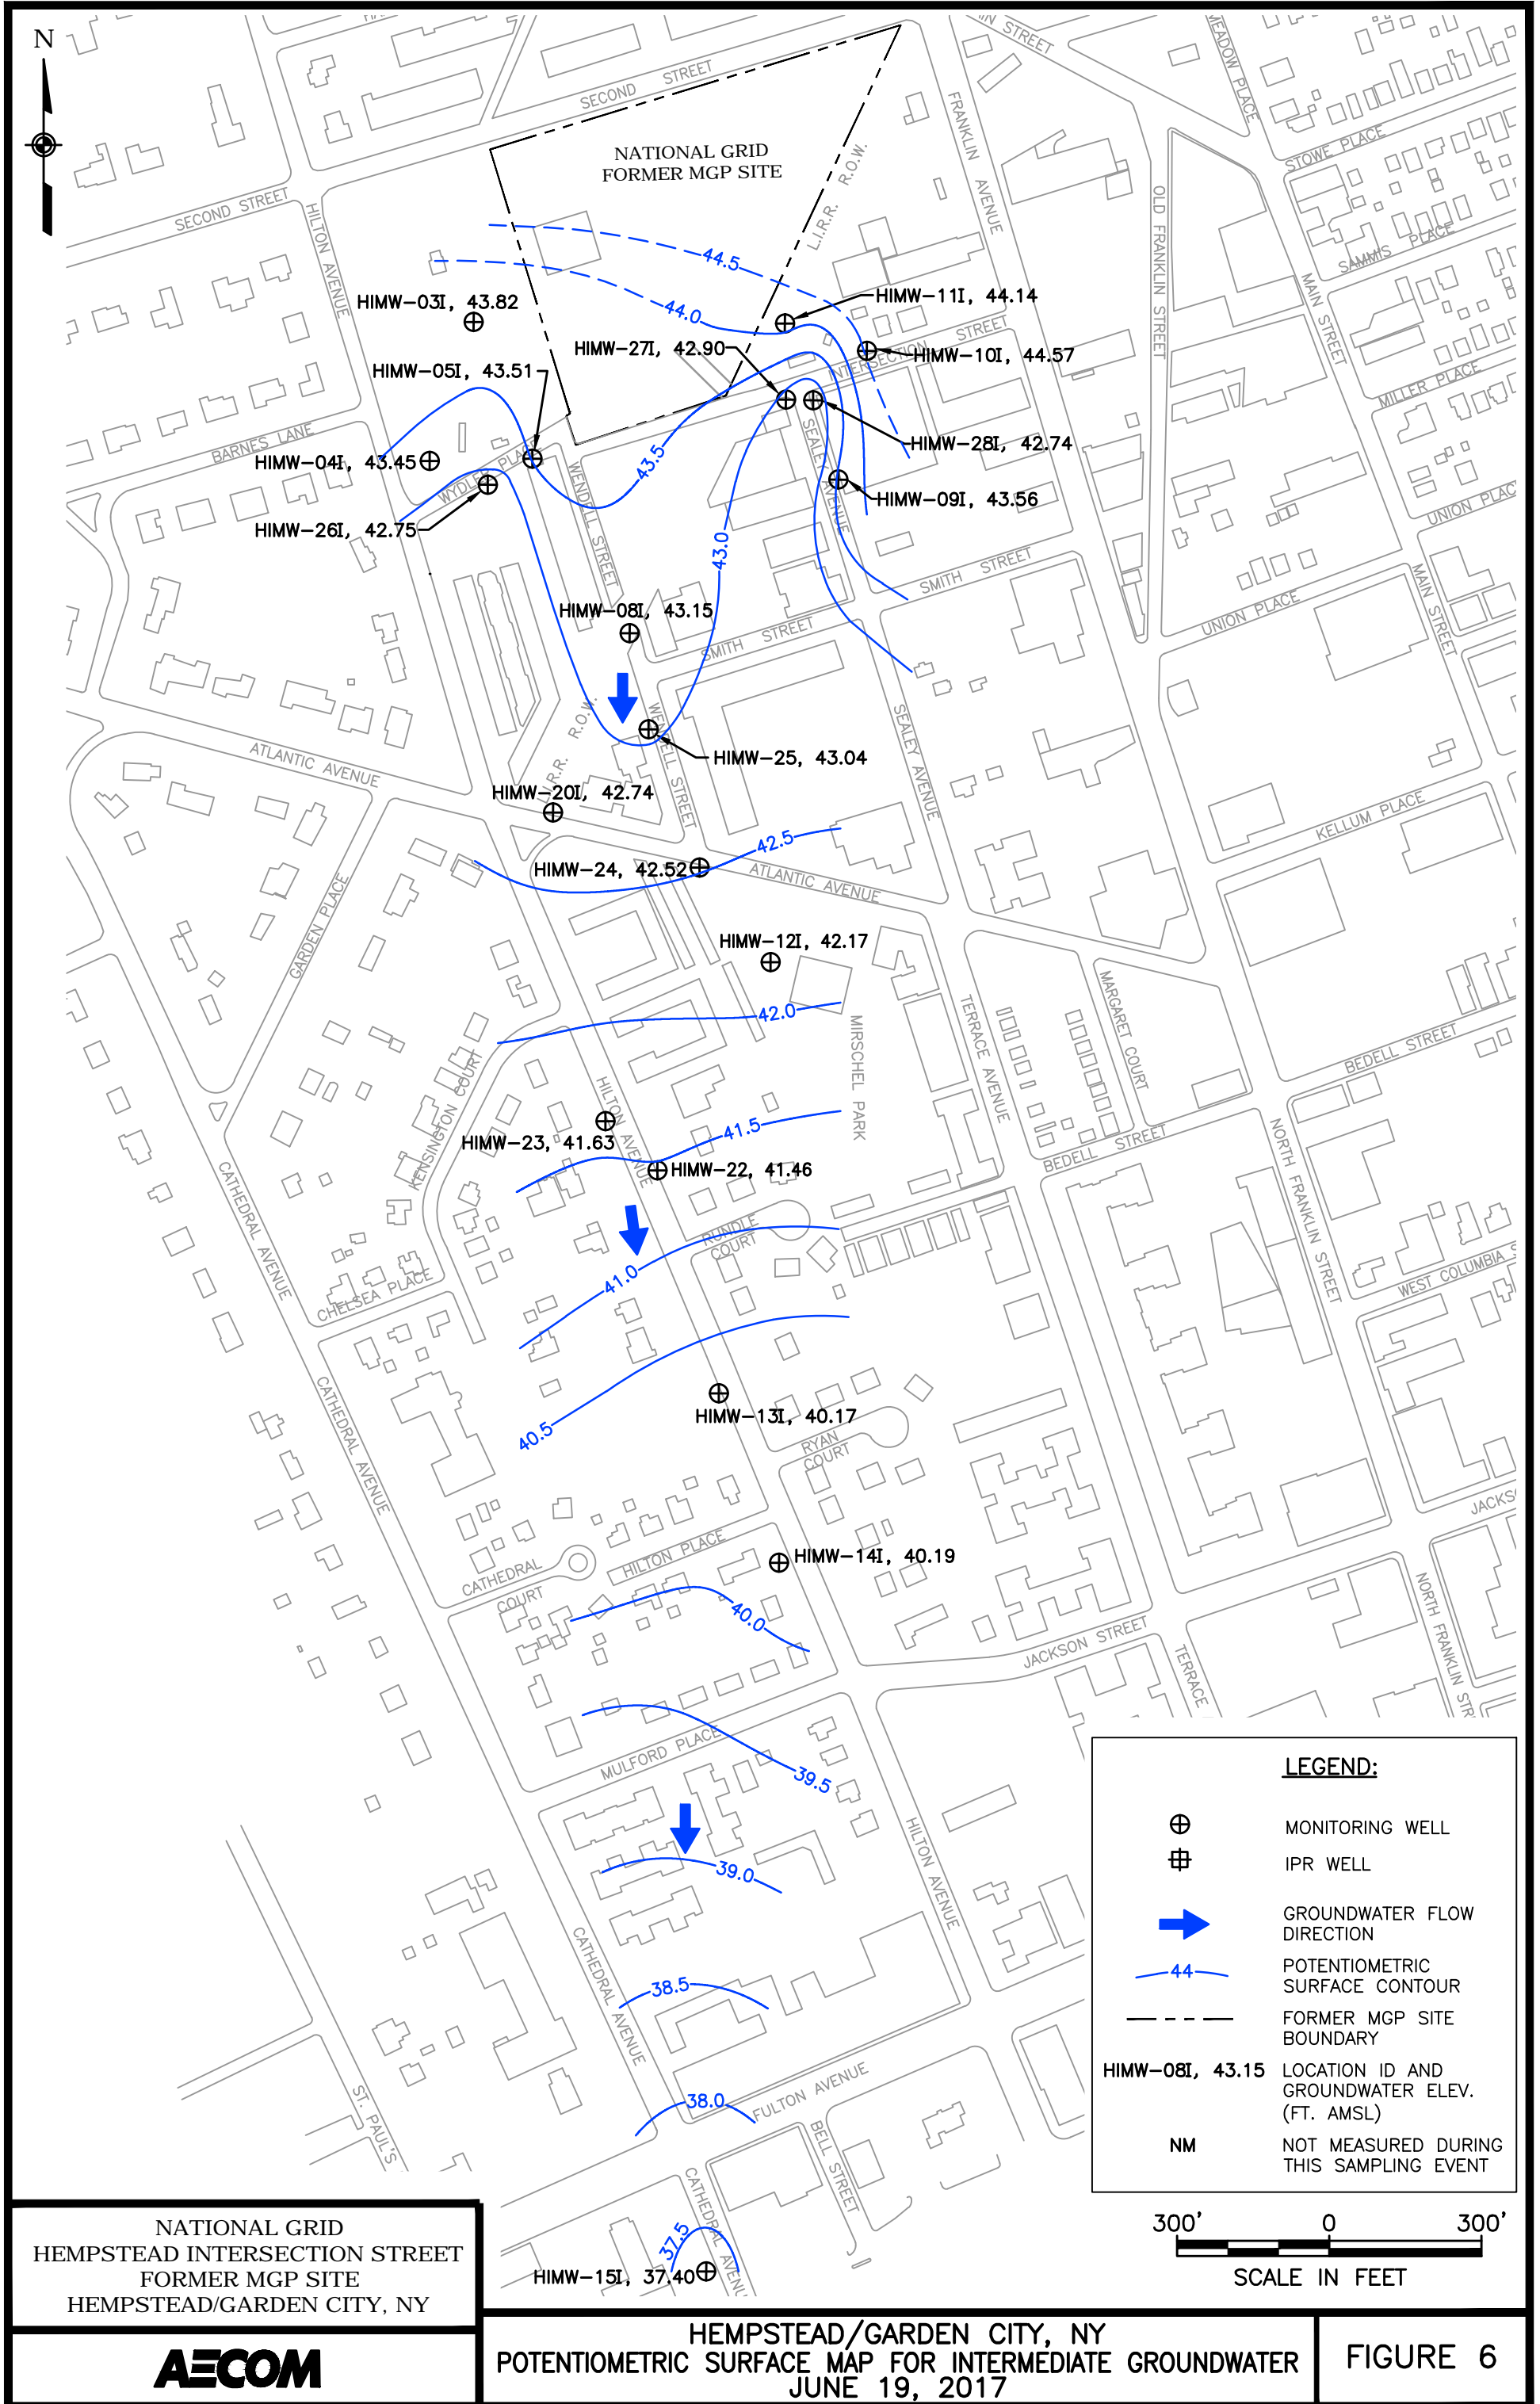 N
SECOND STREET
NATIONAL GRID
FORMER MGP SITE
L.I.R.R. R.O.W.
FRANKLIN AVENUE
STREET
MEADOW PLACE
STOWE PLACE
SAMMIS PLACE
OLD FRANKLIN STREET
MAIN STREET
SECOND STREET
HILTON AVENUE
44.5
44.0
HIMW-03I, 43.82
HIMW-11I, 44.14
INTERSECTION STREET
HIMW-27I, 42.90
HIMW-10I, 44.57
HIMW-05I, 43.51
MILLER PLACE
BARNES LANE
HIMW-04I, 43.45
WYDLER PLACE
43.5
SEALEY AVENUE
HIMW-28I, 42.74
HIMW-09I, 43.56
UNION PLAC
HIMW-26I, 42.75
WENDELL STREET
43.0
SMITH STREET
MAIN STREET
HIMW-08I, 43.15
UNION PLACE
SMITH STREET
R.O.W.
WENDELL STREET
SEALEY AVENUE
ATLANTIC AVENUE
HIMW-25, 43.04
HIMW-20I, 42.74
KELLUM PLACE
42.5
HIMW-24, 42.52
ATLANTIC AVENUE
GARDEN PLACE
HIMW-12I, 42.17
MARGARET COURT
TERRACE AVENUE
42.0
MIRSCHEL PARK
BEDELL STREET
KENSINGTON COURT
HILTON AVENUE
41.5
HIMW-23, 41.63
HIMW-22, 41.46
BEDELL STREET
NORTH FRANKLIN STREET
CATHEDRAL AVENUE
RUNDLE
COURT
41.0
CHELSEA PLACE
WEST COLUMBIA S
CATHEDRAL AVENUE
HIMW-13I, 40.17
40.5
RYAN
COURT
JACKS
HIMW-14I, 40.19
HILTON PLACE
CATHEDRAL
COURT
40.0
JACKSON STREET
NORTH FRANKLIN STR
TERRACE
MULFORD PLACE
39.5
HILTON AVENUE
39.0
CATHEDRAL AVENUE
38.5
38.0
FULTON AVENUE
BELL STREET
ST. PAUL'S
CATHEDRAL AVENU
37.5
HIMW-15I, 37.40
LEGEND:
MONITORING WELL
IPR WELL
GROUNDWATER FLOW
DIRECTION
44
POTENTIOMETRIC
SURFACE CONTOUR
FORMER MGP SITE
BOUNDARY
HIMW-08I, 43.15
LOCATION ID AND
GROUNDWATER ELEV.
(FT. AMSL)
NM
NOT MEASURED DURING
THIS SAMPLING EVENT
300' 0 300'
SCALE IN FEET
NATIONAL GRID
HEMPSTEAD INTERSECTION STREET
FORMER MGP SITE
HEMPSTEAD/GARDEN CITY, NY
AECOM
HEMPSTEAD/GARDEN CITY, NY
POTENTIOMETRIC SURFACE MAP FOR INTERMEDIATE GROUNDWATER
JUNE 19, 2017
FIGURE 6